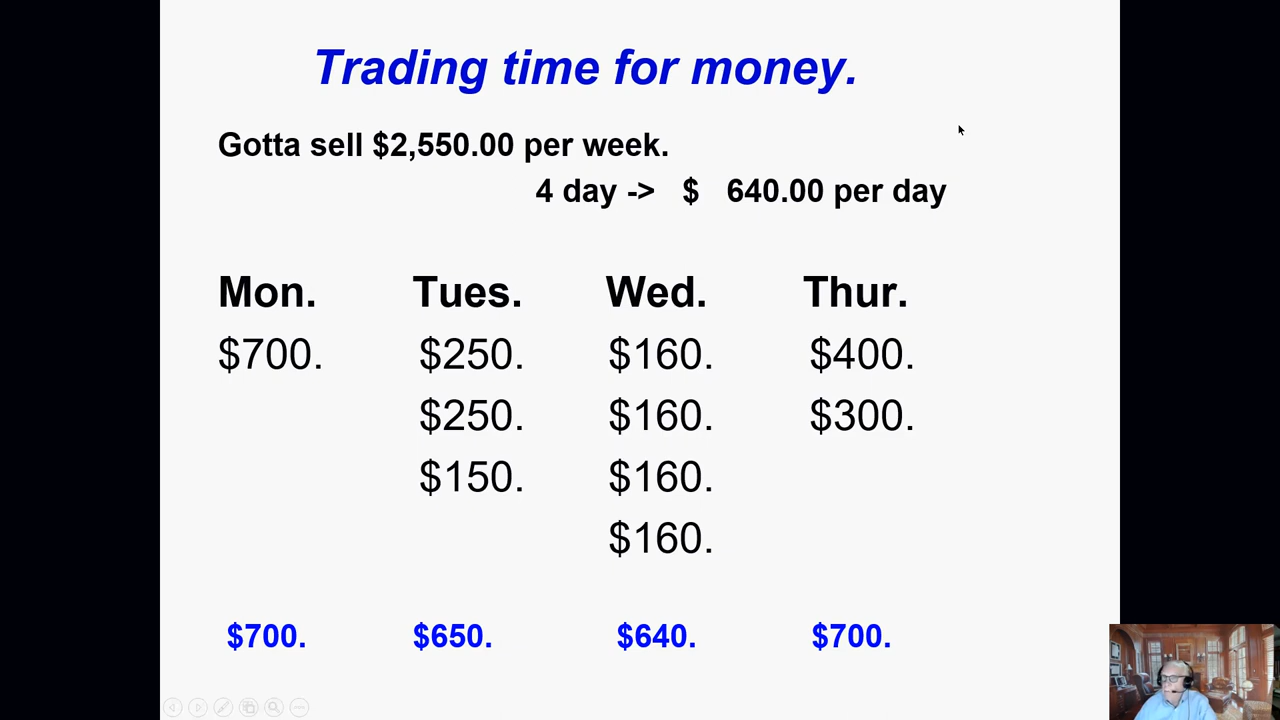 Trading time for money.
Gotta sell $2,550.00 per week.
4 day -> $ 640.00 per day
Mon. Tues. Wed. Thur.
$700. $250. $160. $400.
$250. $160. $300.
$150. $160.
$160.
$700. $650. $640. $700.